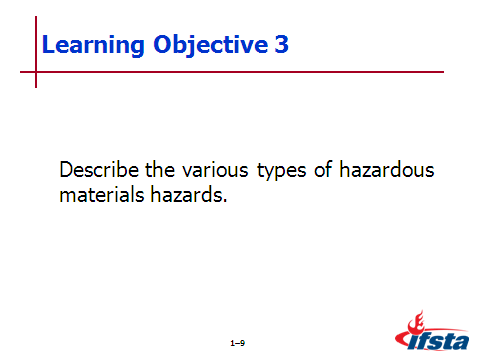 Learning Objective 3
Describe the various types of hazardous
materials hazards.
1–9
ifsta